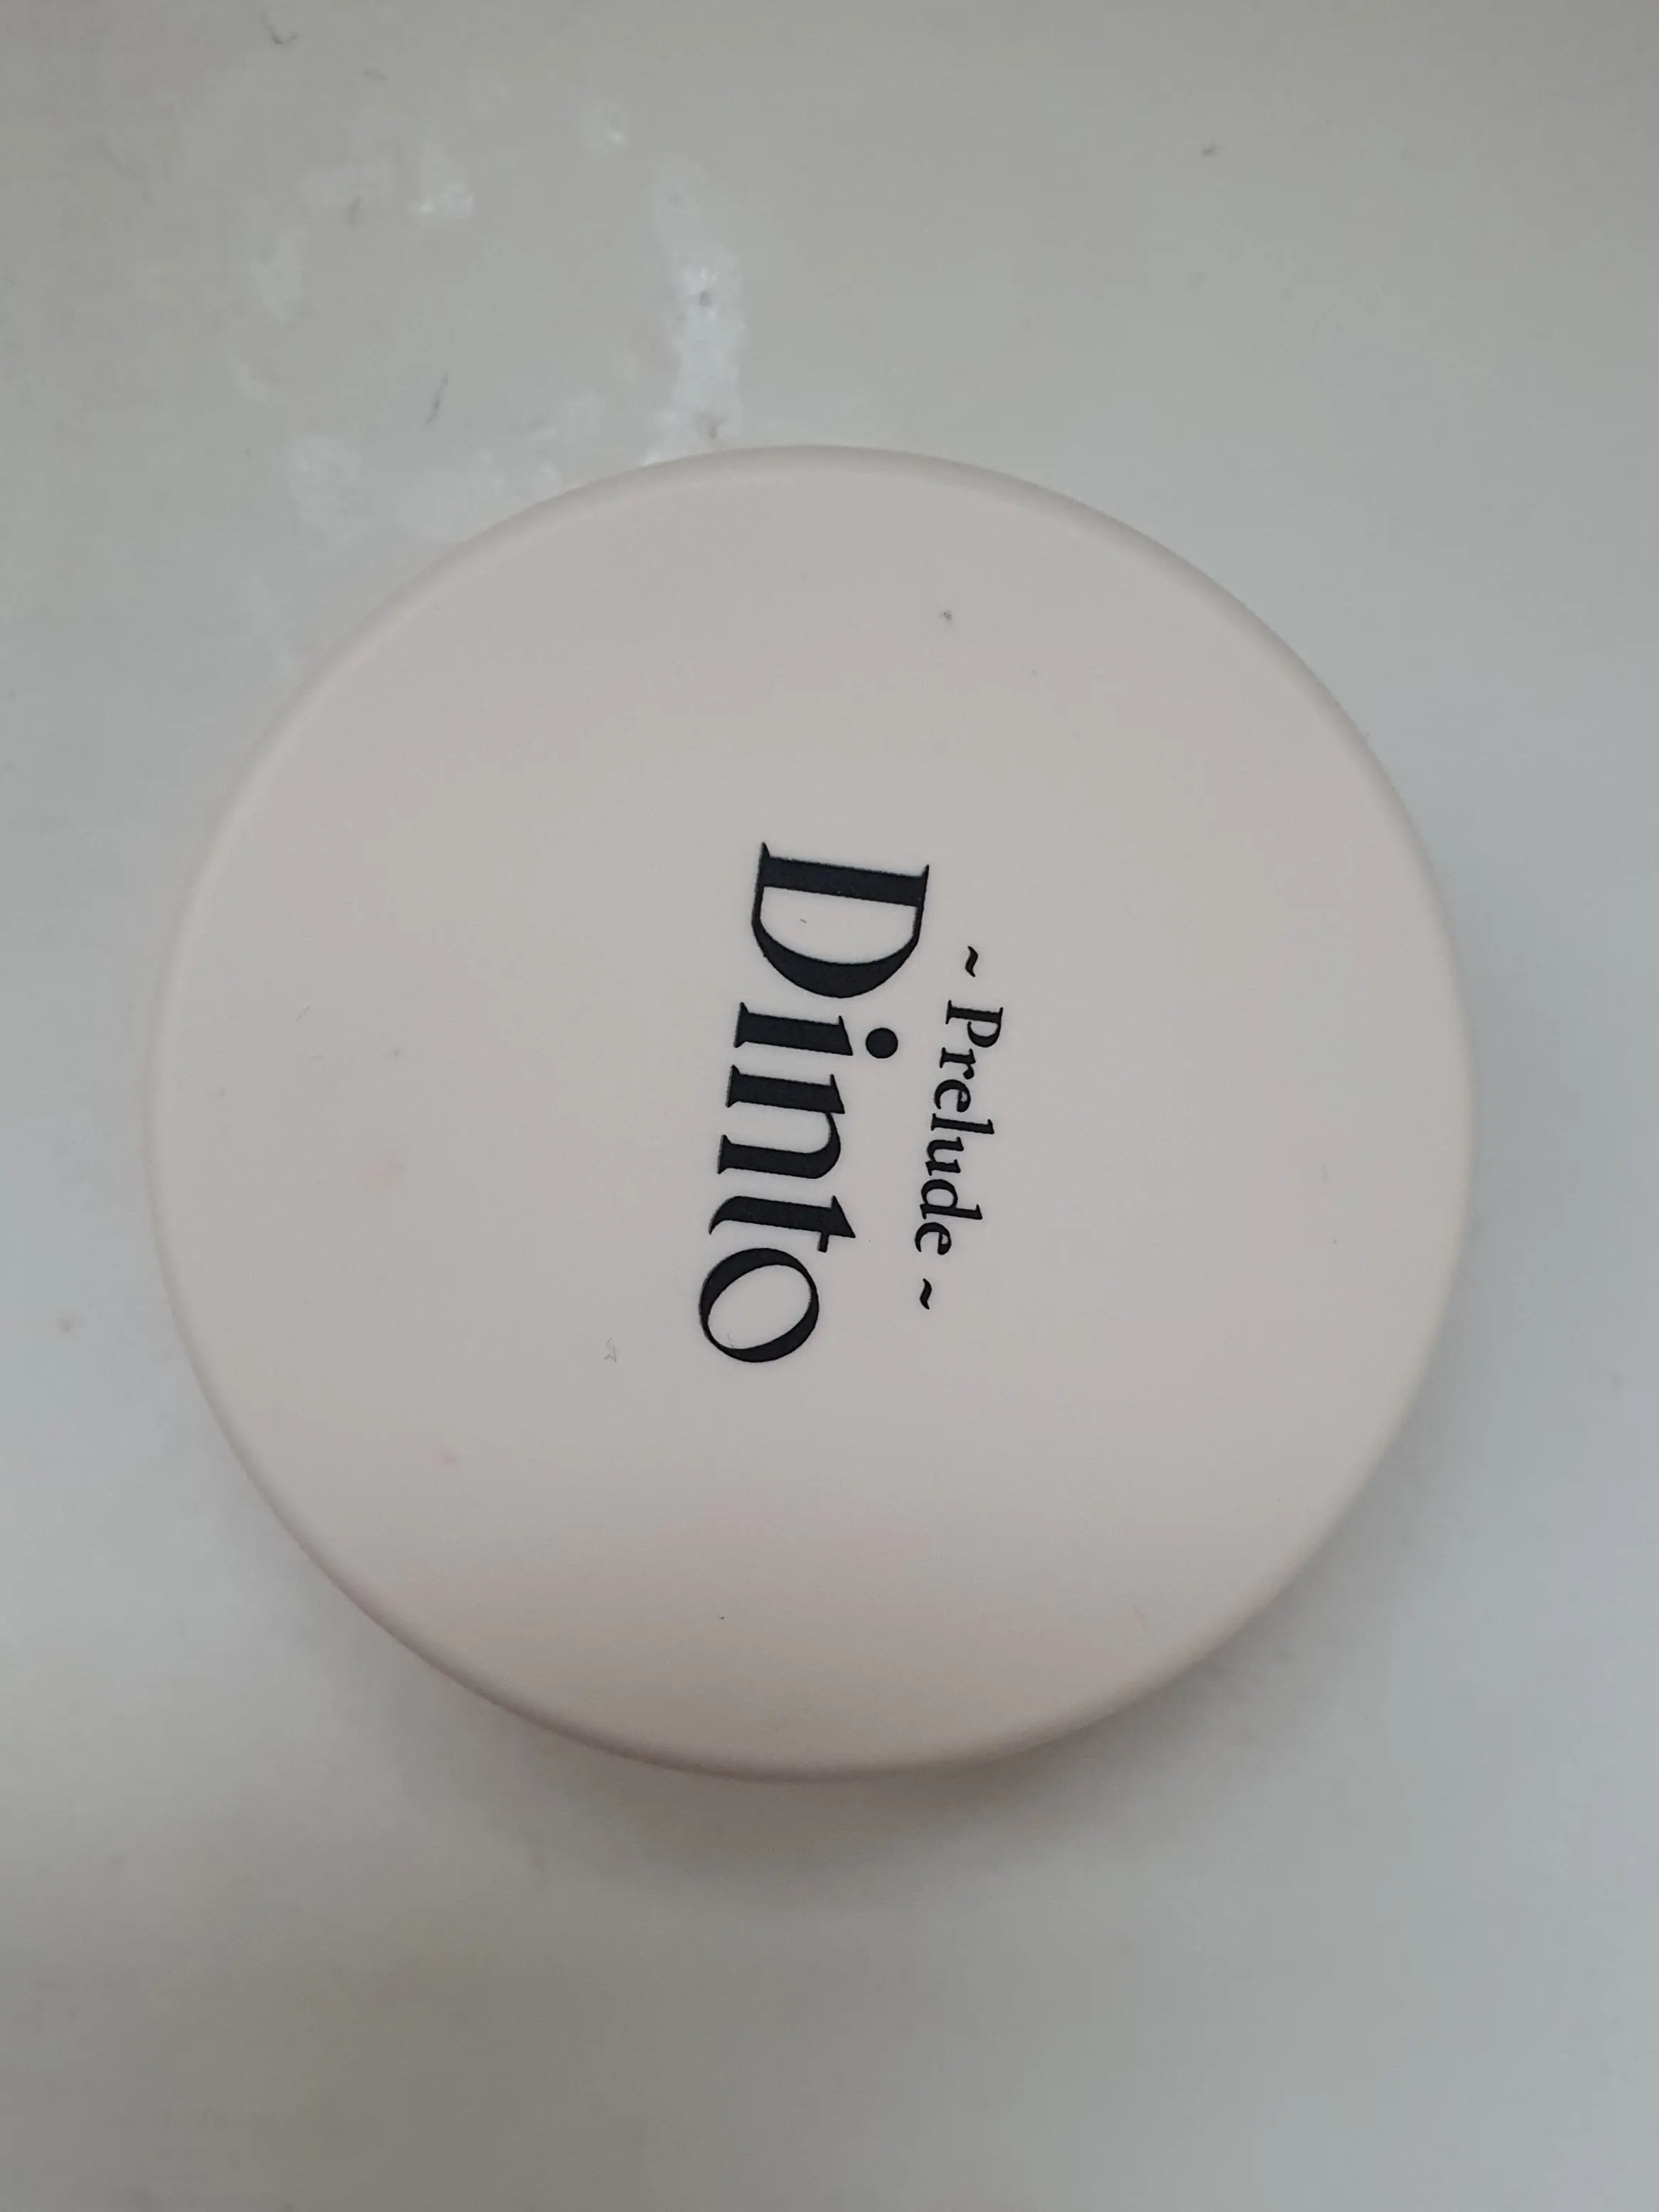 ~ Prelude ~
Dinto